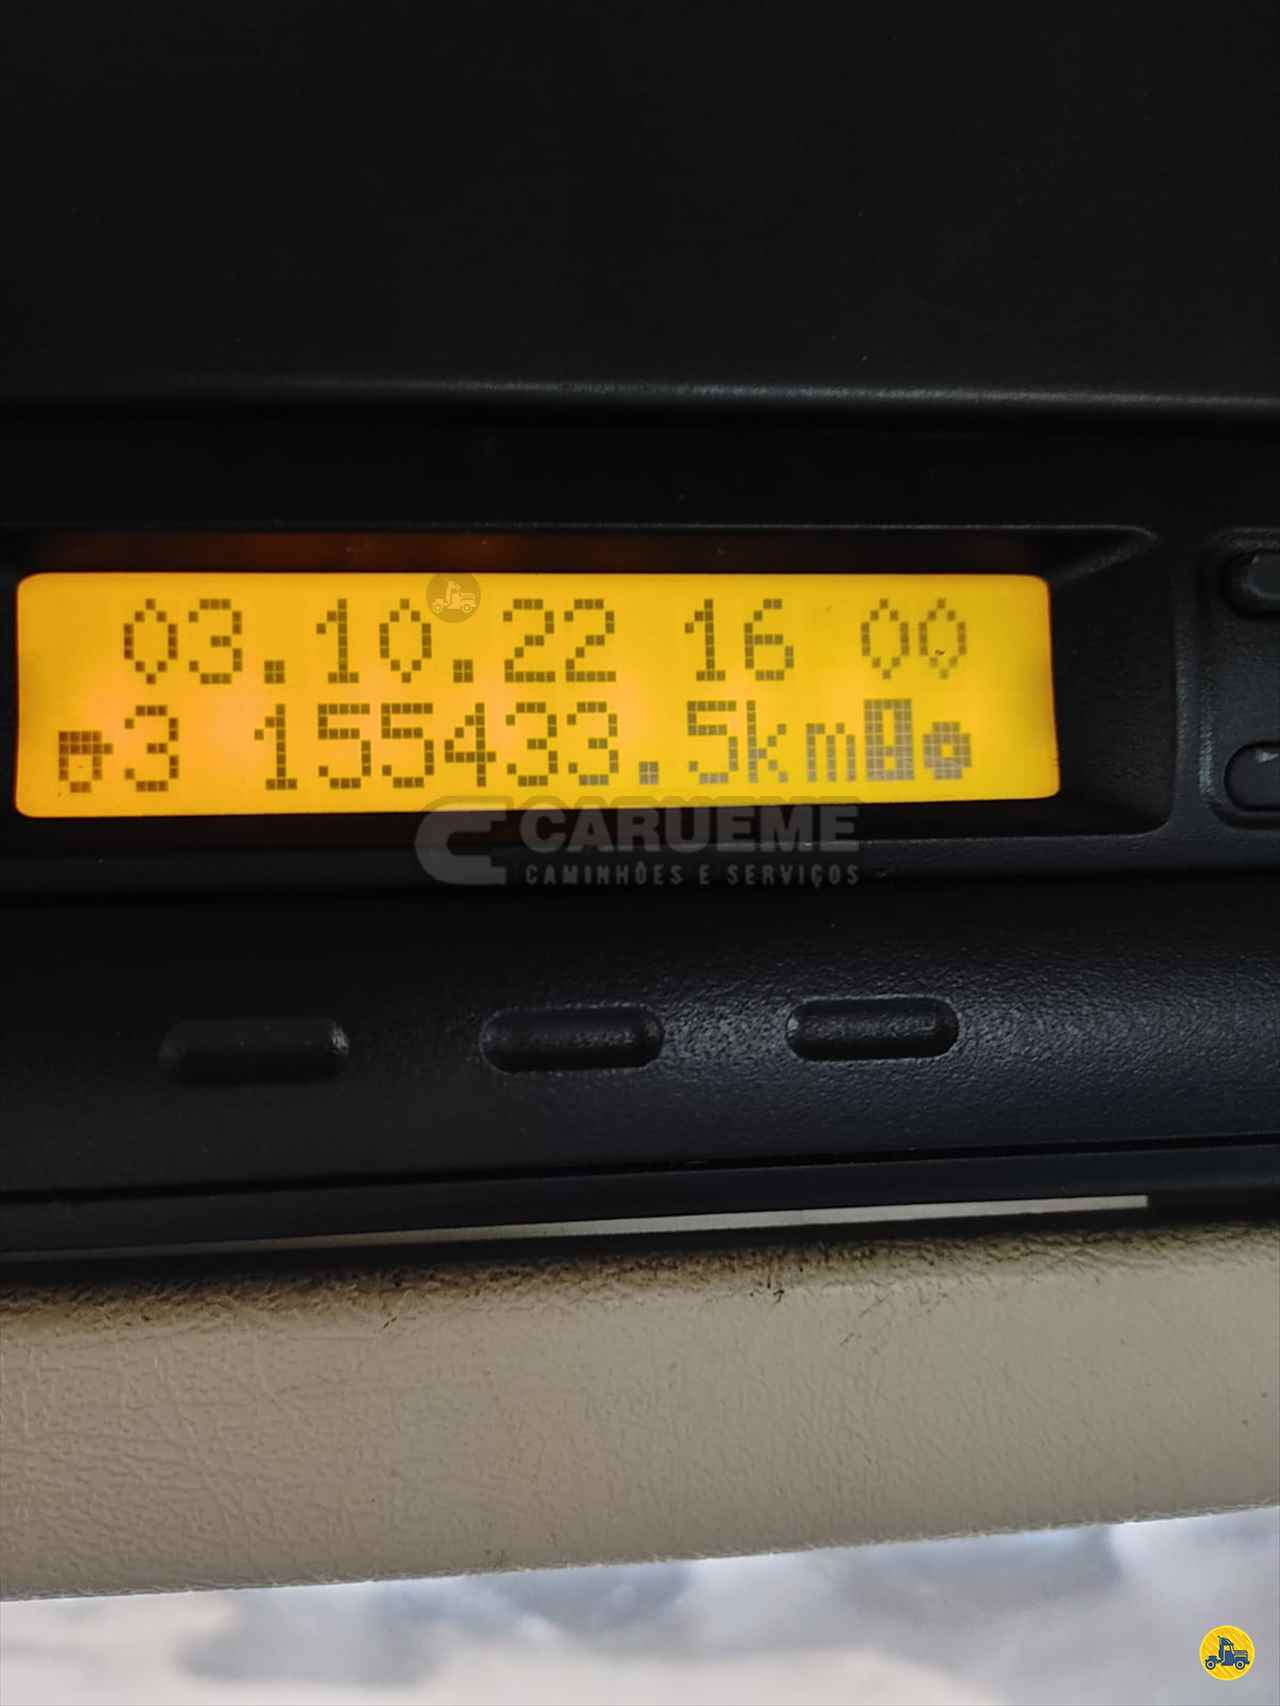 03.10.22 16 00
3 155433.5km
CARUEME
CAMINHÕES E SERVIÇOS